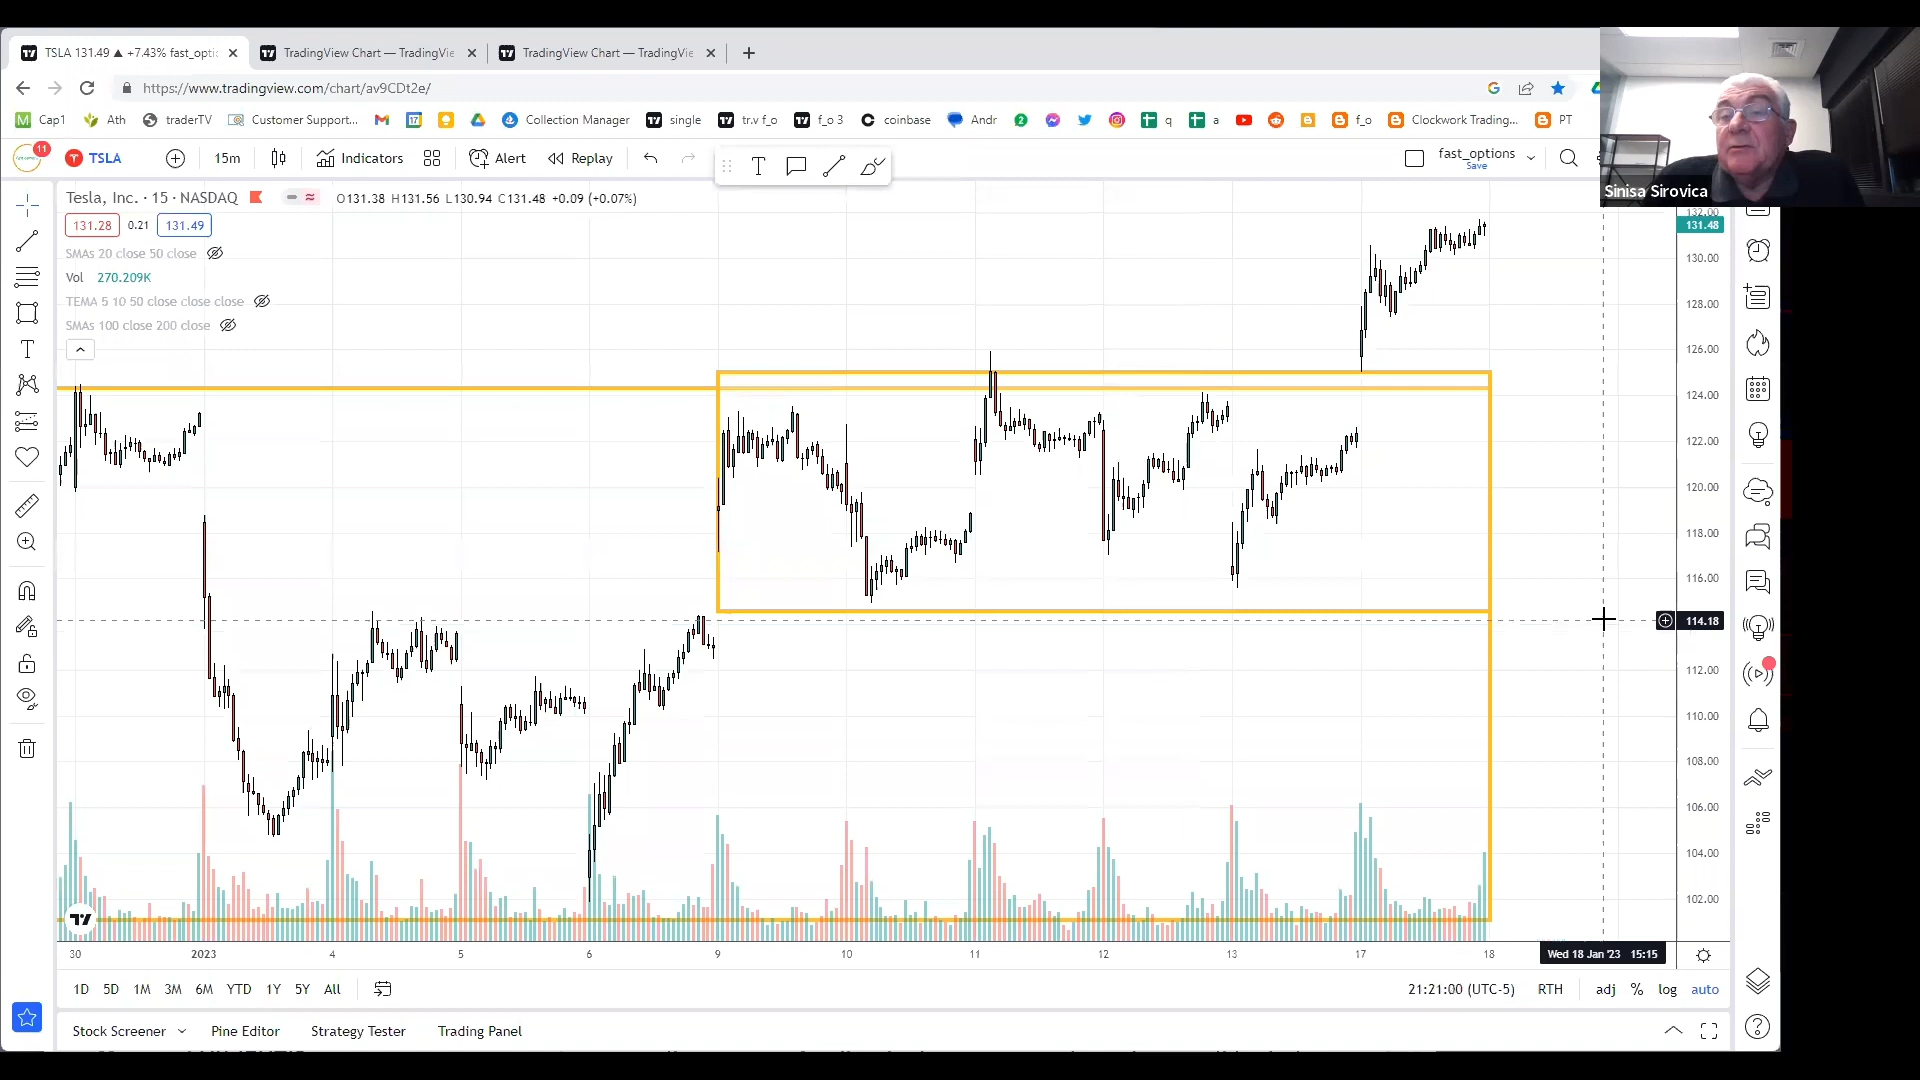 TSLA 131.49 ▲ +7.43% fast_optic
TradingView Chart — TradingVie
TradingView Chart — TradingVie
https://www.tradingview.com/chart/av9CDt2e/
Cap1 Ath traderTV Customer Support... Collection Manager single tr.v f_o f_o 3 coinbase Andr q a f_o Clockwork Trading... PT
11 TSLA 15m Indicators Alert Replay fast_options
Save
Sinisa Sirovica
Tesla, Inc. · 15 · NASDAQ O131.38 H131.56 L130.94 C131.48 +0.09 (+0.07%)
131.28 0.21 131.49
SMAs 20 close 50 close
Vol 270.209K
TEMA 5 10 50 close close close
SMAs 100 close 200 close
132.00
131.48
130.00
128.00
126.00
124.00
122.00
120.00
118.00
116.00
114.18
112.00
110.00
108.00
106.00
104.00
102.00
30 2023 4 5 6 9 10 11 12 13 17 18 Wed 18 Jan '23 15:15
1D 5D 1M 3M 6M YTD 1Y 5Y All 21:21:00 (UTC-5) RTH adj % log auto
Stock Screener Pine Editor Strategy Tester Trading Panel